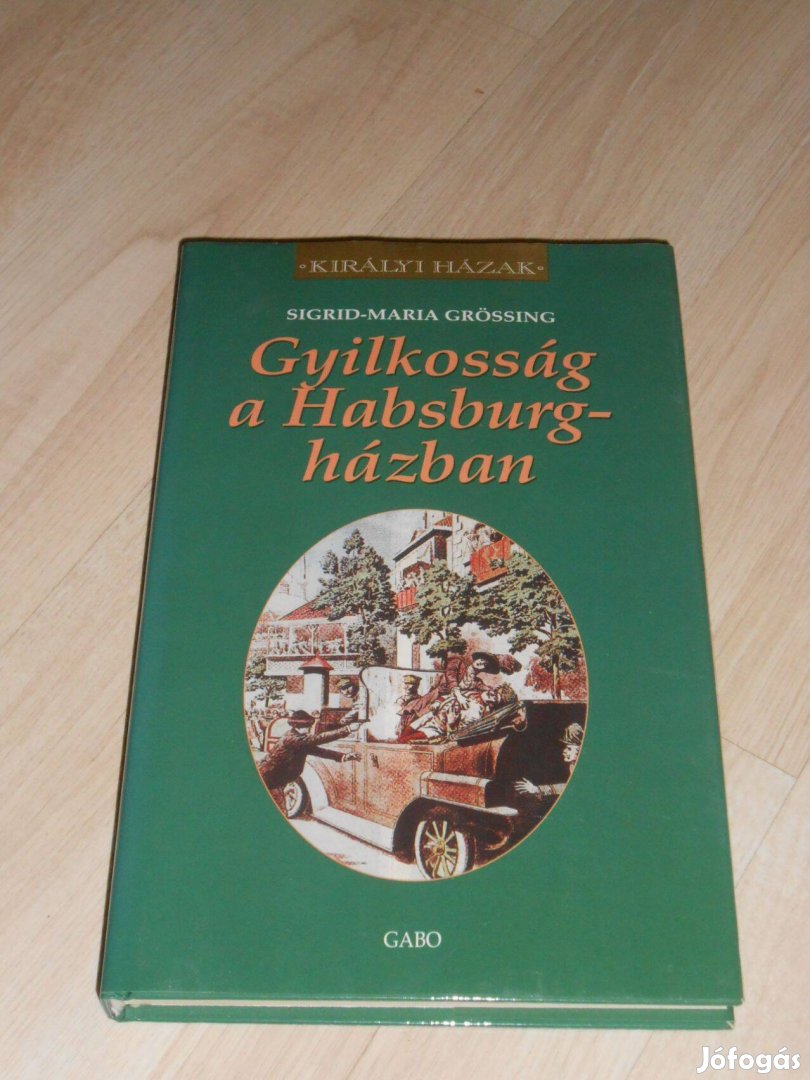 ·KIRÁLYI HÁZAK·
SIGRID-MARIA GRÖSSING
Gyilkosság
a Habsburg-
házban
GABO
Jófogás